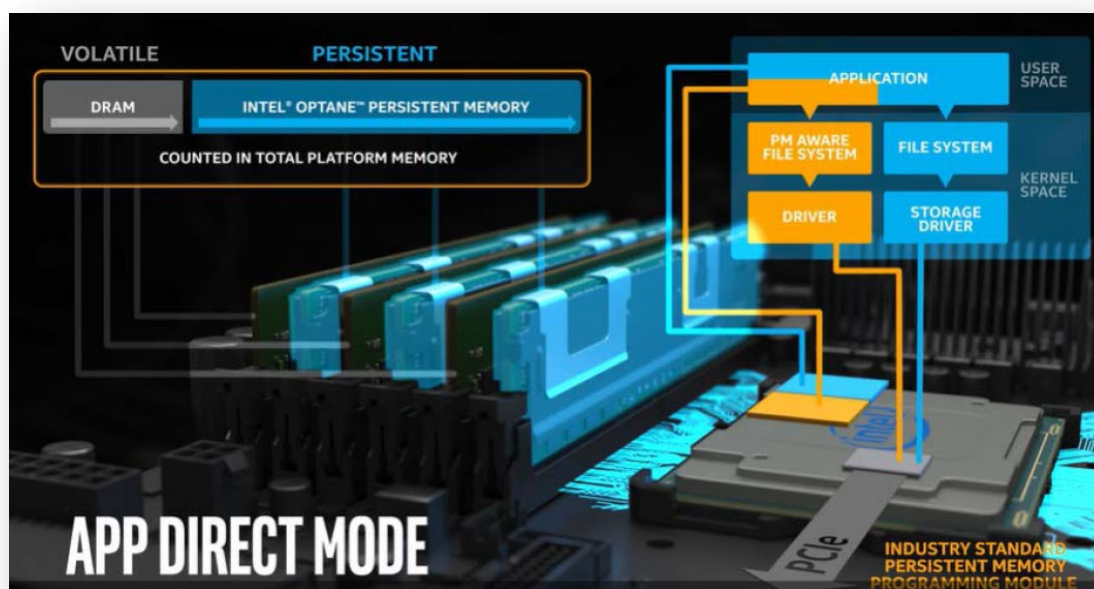 VOLATILE
PERSISTENT
DRAM
INTEL® OPTANE™ PERSISTENT MEMORY
COUNTED IN TOTAL PLATFORM MEMORY
APPLICATION
USER
SPACE
PM AWARE
FILE SYSTEM
FILE SYSTEM
KERNEL
SPACE
DRIVER
STORAGE
DRIVER
intel
PCIe
APP DIRECT MODE
INDUSTRY STANDARD
PERSISTENT MEMORY
PROGRAMMING MODULE